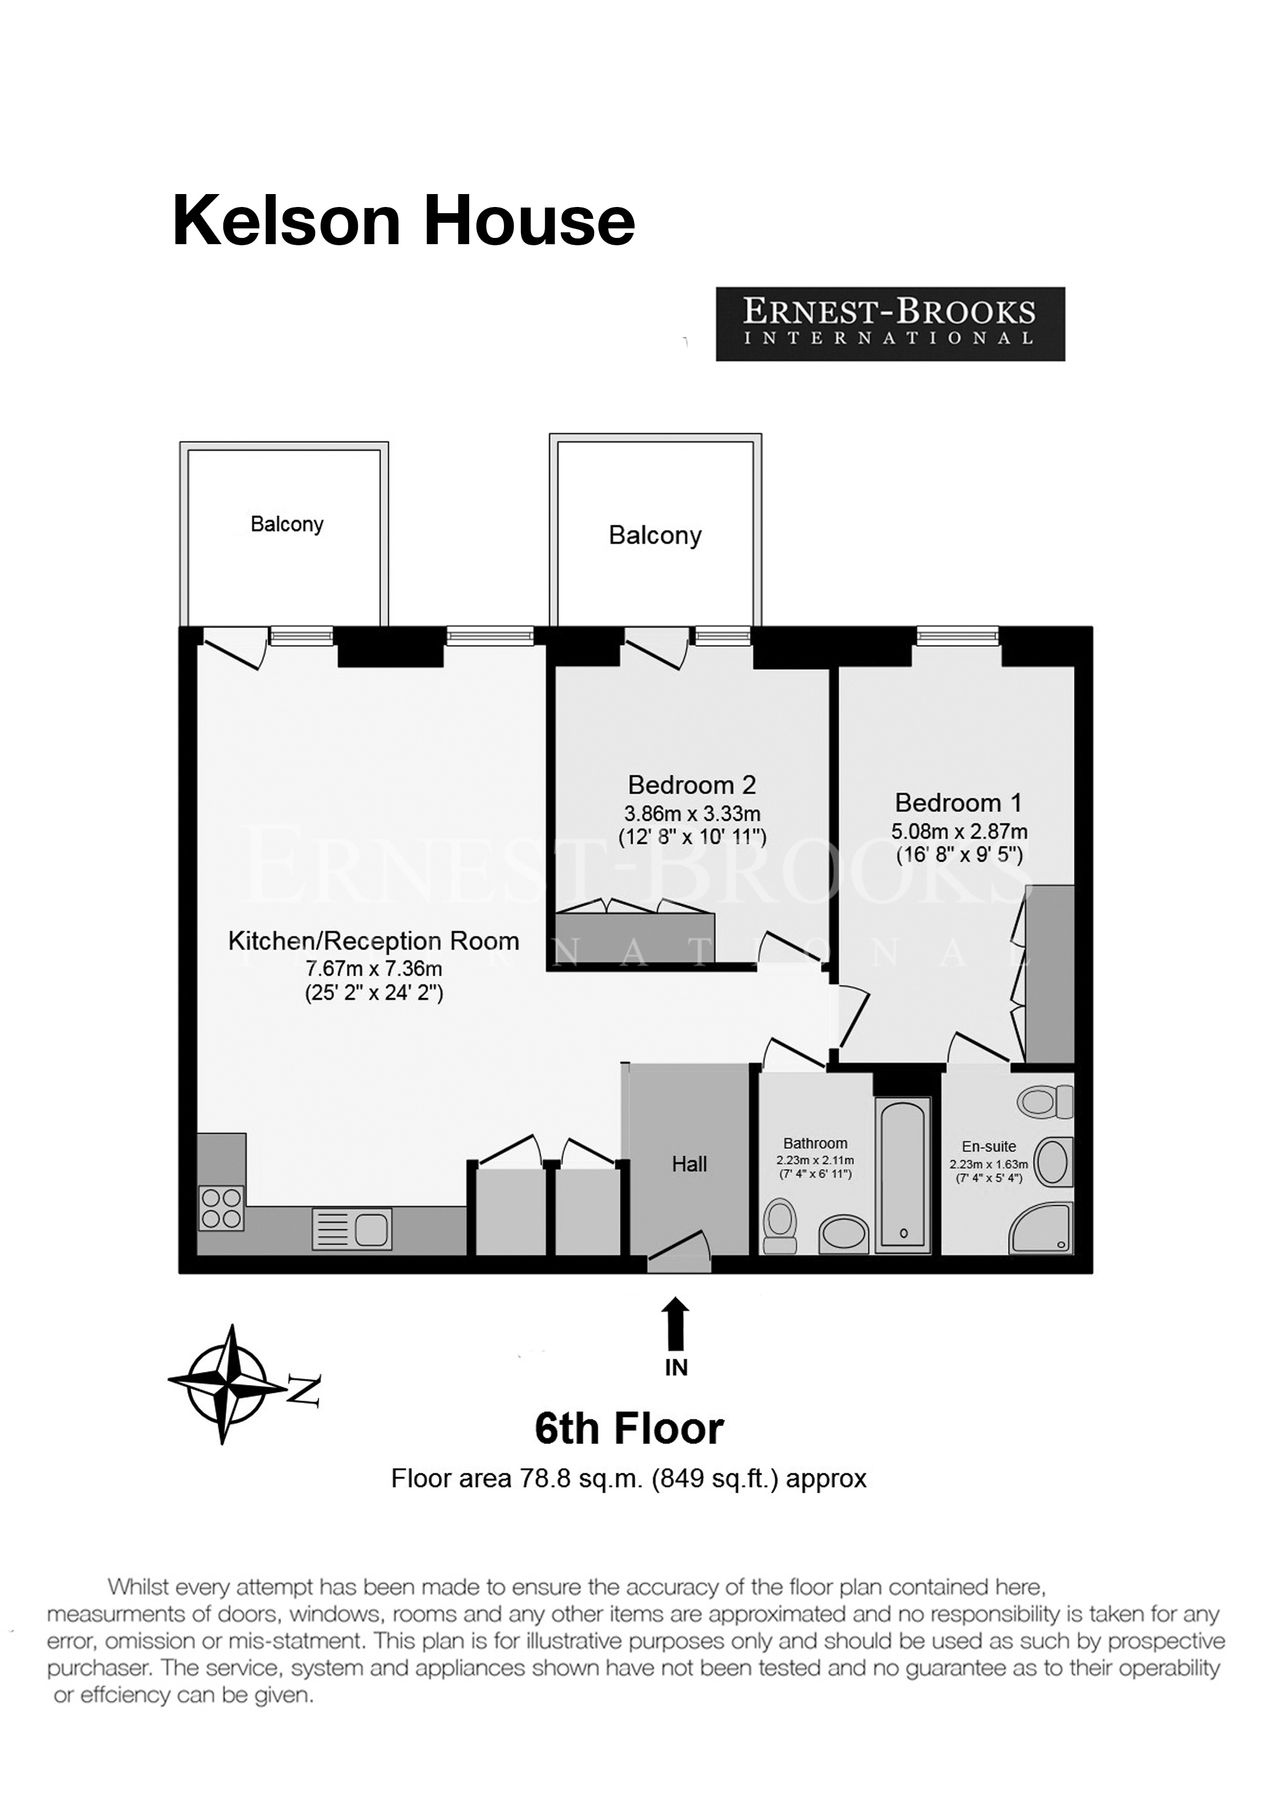 Kelson House
ERNEST-BROOKS
INTERNATIONAL
Balcony
Balcony
Bedroom 2
3.86m x 3.33m
(12' 8" x 10' 11")
Bedroom 1
5.08m x 2.87m
(16' 8" x 9' 5")
ERNEST-BROOKS
INTERNATIONAL
Kitchen/Reception Room
7.67m x 7.36m
(25' 2" x 24' 2")
Hall
Bathroom
2.23m x 2.11m
(7' 4" x 6' 11")
En-suite
2.23m x 1.63m
(7' 4" x 5' 4")
IN
N
6th Floor
Floor area 78.8 sq.m. (849 sq.ft.) approx
Whilst every attempt has been made to ensure the accuracy of the floor plan contained here,
measurments of doors, windows, rooms and any other items are approximated and no responsibility is taken for any
error, omission or mis-statment. This plan is for illustrative purposes only and should be used as such by prospective
purchaser. The service, system and appliances shown have not been tested and no guarantee as to their operability
or effciency can be given.